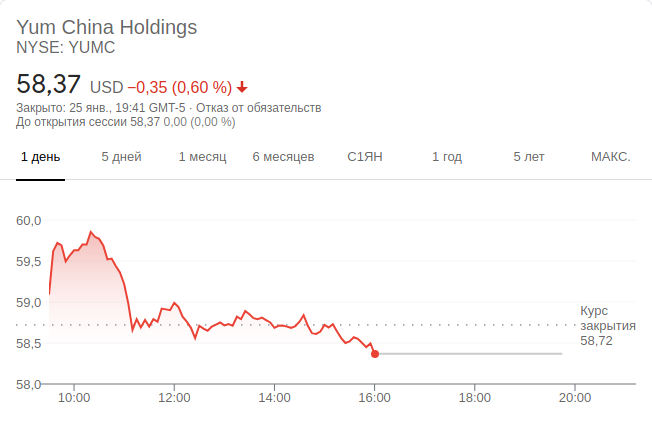 Yum China Holdings
NYSE: YUMC
58,37 USD −0,35 (0,60 %)
Закрыто: 25 янв., 19:41 GMT-5 · Отказ от обязательств
До открытия сессии 58,37 0,00 (0,00 %)
1 день 5 дней 1 месяц 6 месяцев С1ЯН 1 год 5 лет МАКС.
60,0
59,5
59,0
58,5
58,0
Курс
закрытия
58,72
10:00 12:00 14:00 16:00 18:00 20:00